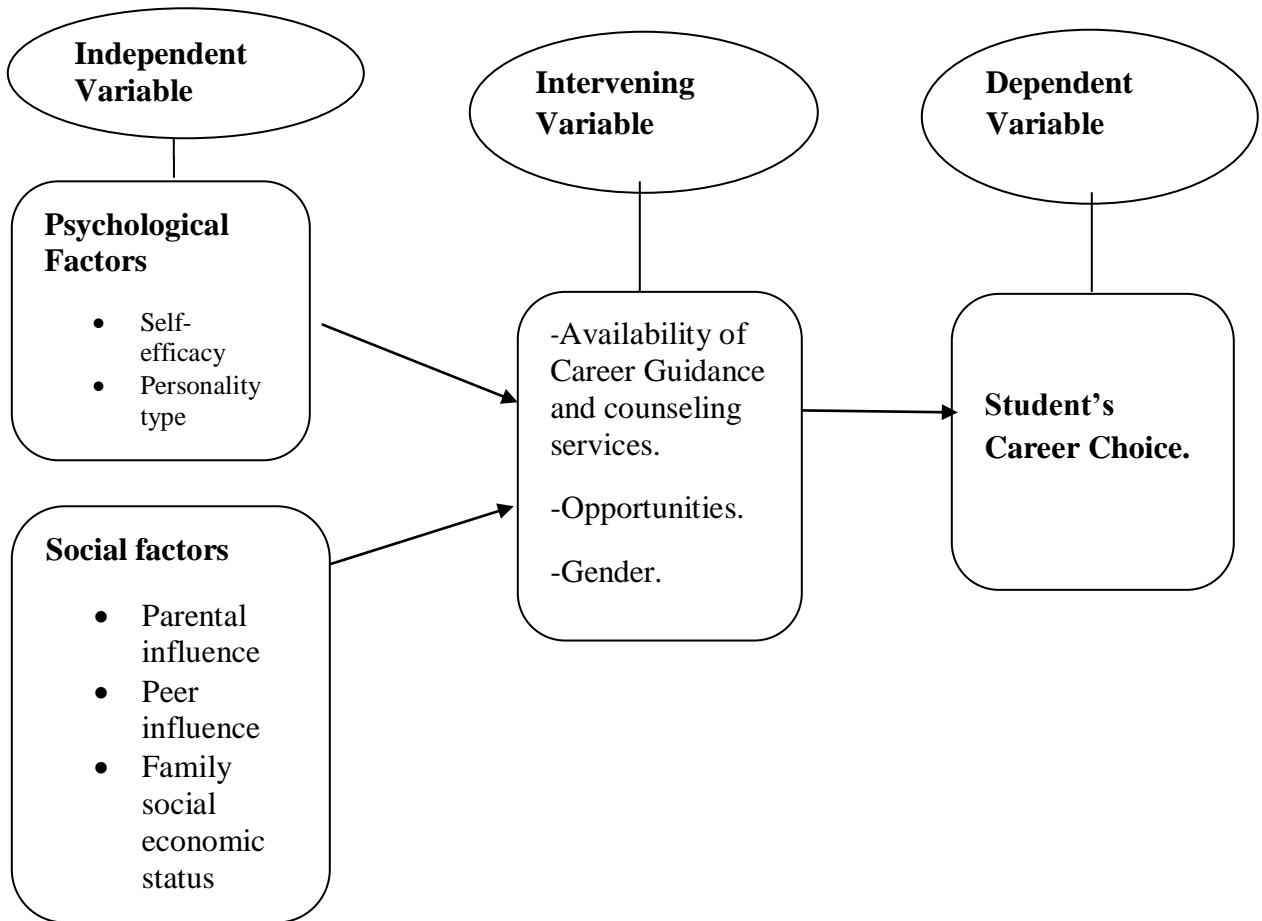 Independent
Variable
Intervening
Variable
Dependent
Variable
Psychological
Factors
• Self-
efficacy
• Personality
type
Social factors
• Parental
influence
• Peer
influence
• Family
social
economic
status
-Availability of
Career Guidance
and counseling
services.
-Opportunities.
-Gender.
Student’s
Career Choice.